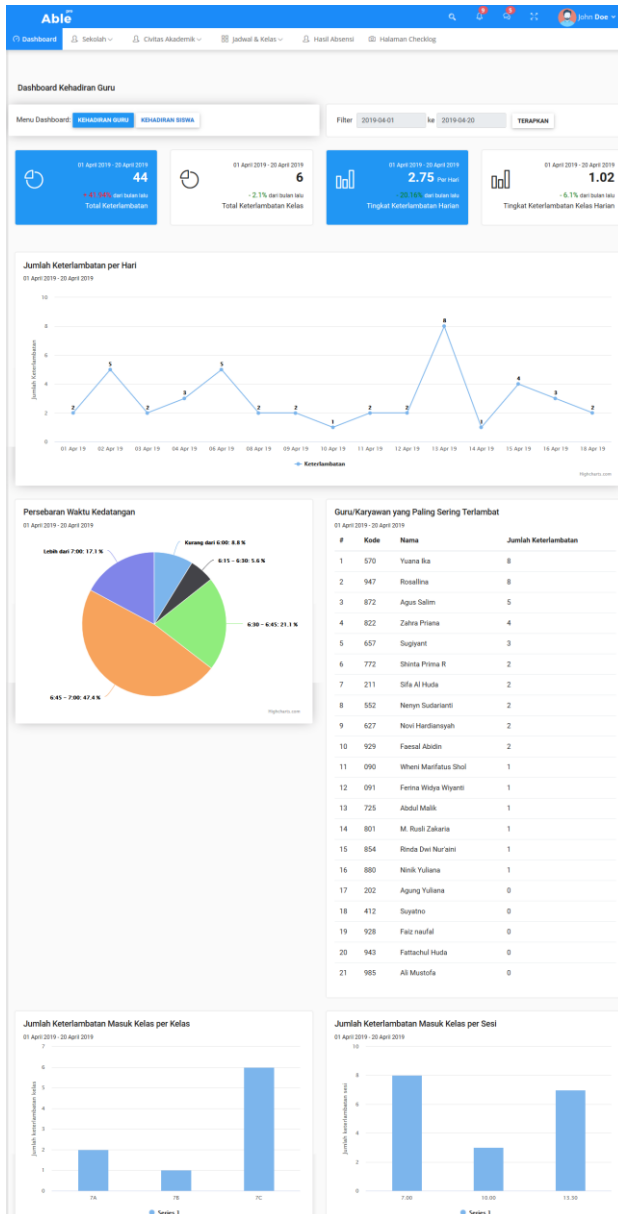 Able pro
5
5
John Doe
Dashboard
Sekolah
Civitas Akademik
jadwal & Kelas
Hasil Absensi
Halaman Checklog
Dashboard Kehadiran Guru
Menu Dashboard: KEHADIRAN GURU KEHADIRAN SISWA
Filter 2019-04-01 ke 2019-04-20 TERAPKAN
01 April 2019 - 20 April 2019
44
dari bulan lalu
Total Keterlambatan
01 April 2019 - 20 April 2019
6
- 2.1% dari bulan lalu
Total Keterlambatan Kelas
01 April 2019 - 20 April 2019
2.75 Per Hari
dari bulan lalu
Tingkat Keterlambatan Harian
01 April 2019 - 20 April 2019
1.02
- 6.1% dari bulan lalu
Tingkat Keterlambatan Kelas Harian
Jumlah Keterlambatan per Hari
01 April 2019 - 20 April 2019
Jumlah Keterlambatan
10
8
6
4
2
0
2
5
2
3
5
2
2
1
2
2
8
1
4
3
2
01 Apr 19
02 Apr 19
03 Apr 19
04 Apr 19
06 Apr 19
08 Apr 19
09 Apr 19
10 Apr 19
11 Apr 19
12 Apr 19
13 Apr 19
14 Apr 19
15 Apr 19
16 Apr 19
18 Apr 19
Keterlambatan
Highcharts.com
Persebaran Waktu Kedatangan
01 April 2019 - 20 April 2019
Kurang dari 6:00: 8.8 %
6:15 – 6:30: 5.6 %
6:30 – 6:45: 21.1 %
6:45 – 7:00: 47.4 %
Lebih dari 7:00: 17.1 %
Highcharts.com
Guru/Karyawan yang Paling Sering Terlambat
01 April 2019 - 20 April 2019
# Kode Nama Jumlah Keterlambatan
1 570 Yuana Ika 8
2 947 Rosallina 8
3 872 Agus Salim 5
4 822 Zahra Priana 4
5 657 Sugiyant 3
6 772 Shinta Prima R 2
7 211 Sifa Al Huda 2
8 552 Nenyn Sudarianti 2
9 627 Novi Hardiansyah 2
10 929 Faesal Abidin 2
11 090 Wheni Marifatus Shol 1
12 091 Ferina Widya Wiyanti 1
13 725 Abdul Malik 1
14 801 M. Rusli Zakaria 1
15 854 Rinda Dwi Nur'aini 1
16 880 Ninik Yuliana 1
17 202 Agung Yuliana 0
18 412 Suyatno 0
19 928 Faiz naufal 0
20 943 Fattachul Huda 0
21 985 Ali Mustofa 0
Jumlah Keterlambatan Masuk Kelas per Kelas
01 April 2019 - 20 April 2019
Jumlah keterlambatan kelas
7
6
5
4
3
2
1
0
7A
7B
7C
Series 1
Jumlah Keterlambatan Masuk Kelas per Sesi
01 April 2019 - 20 April 2019
Jumlah keterlambatan sesi
10
8
6
4
2
0
7.00
10.00
13.30
Series 1